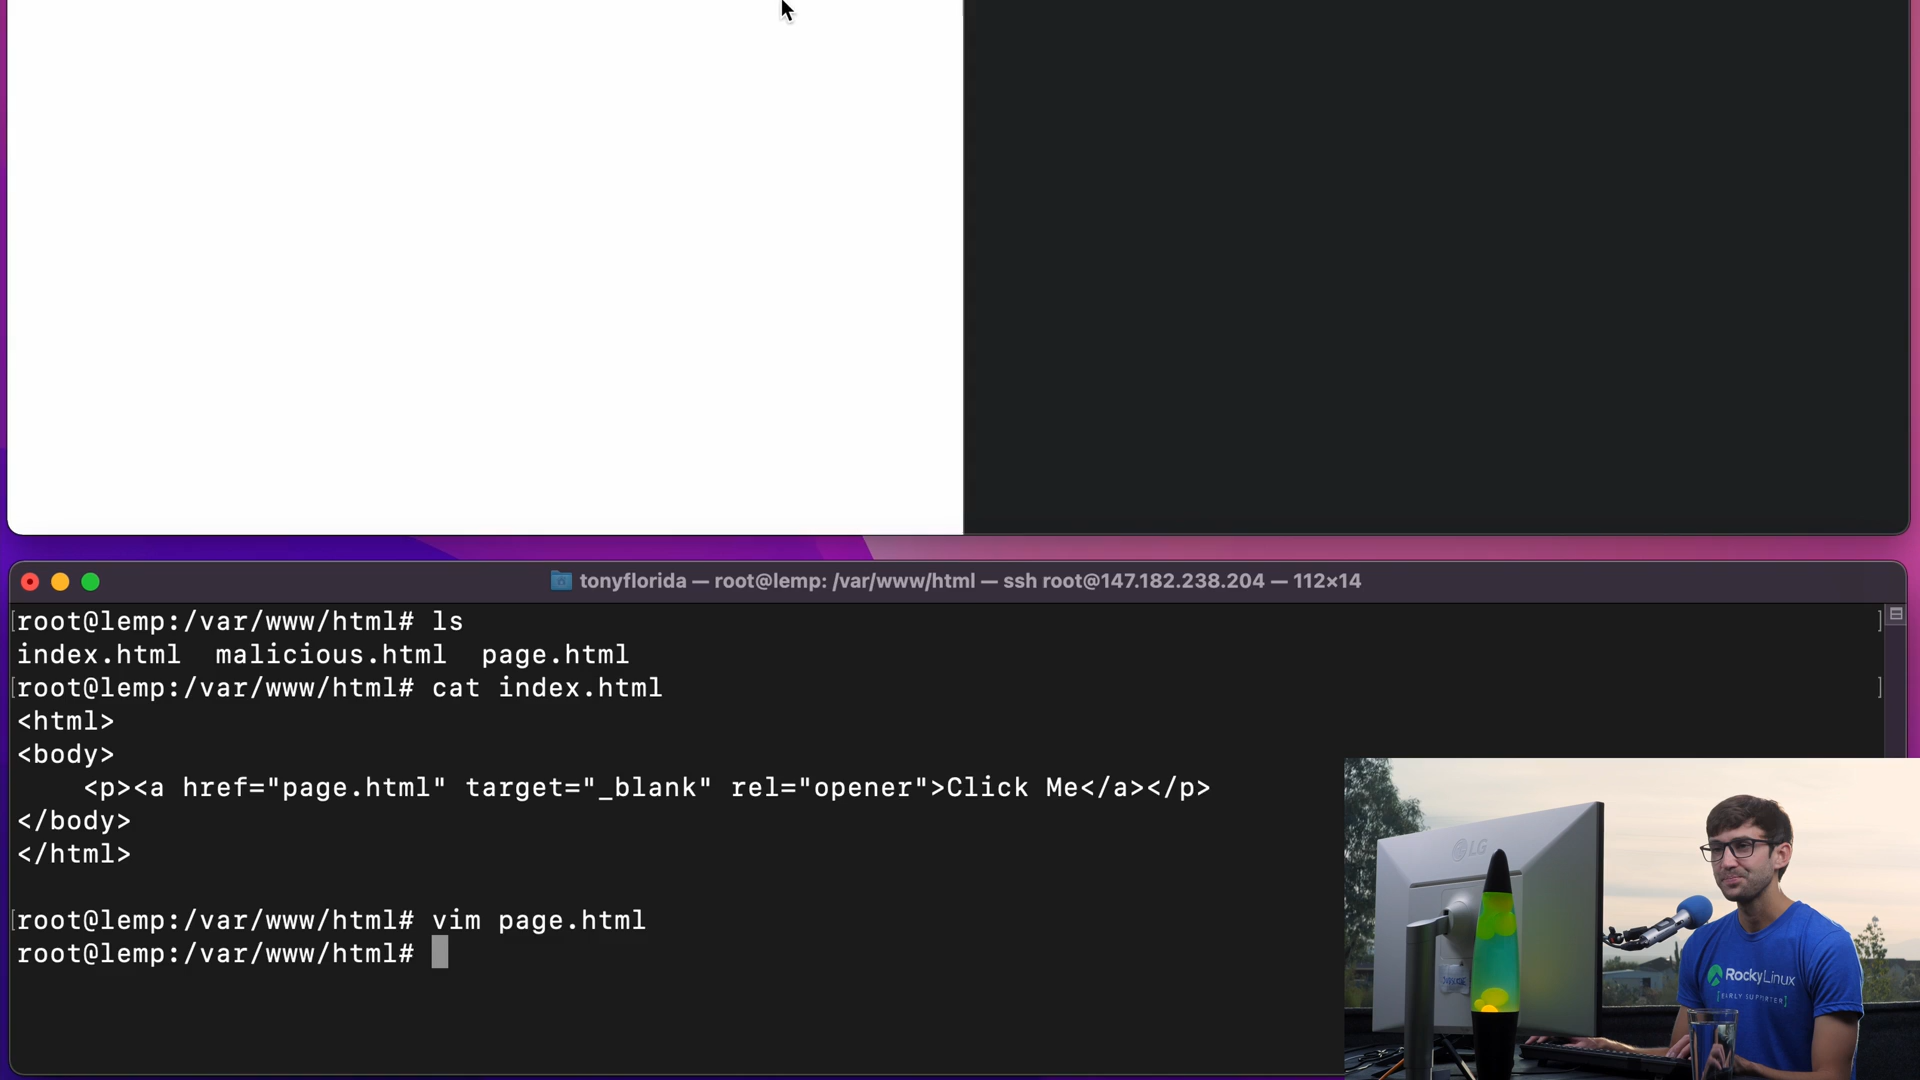 tonyflorida — root@lemp: /var/www/html — ssh root@147.182.238.204 — 112×14
[root@lemp:/var/www/html# ls ]
index.html  malicious.html  page.html
[root@lemp:/var/www/html# cat index.html ]
<html>
<body>
    <p><a href="page.html" target="_blank" rel="opener">Click Me</a></p>
</body>
</html>
[root@lemp:/var/www/html# vim page.html
root@lemp:/var/www/html#
LG
RockyLinux
[EARLY SUPPORTER]